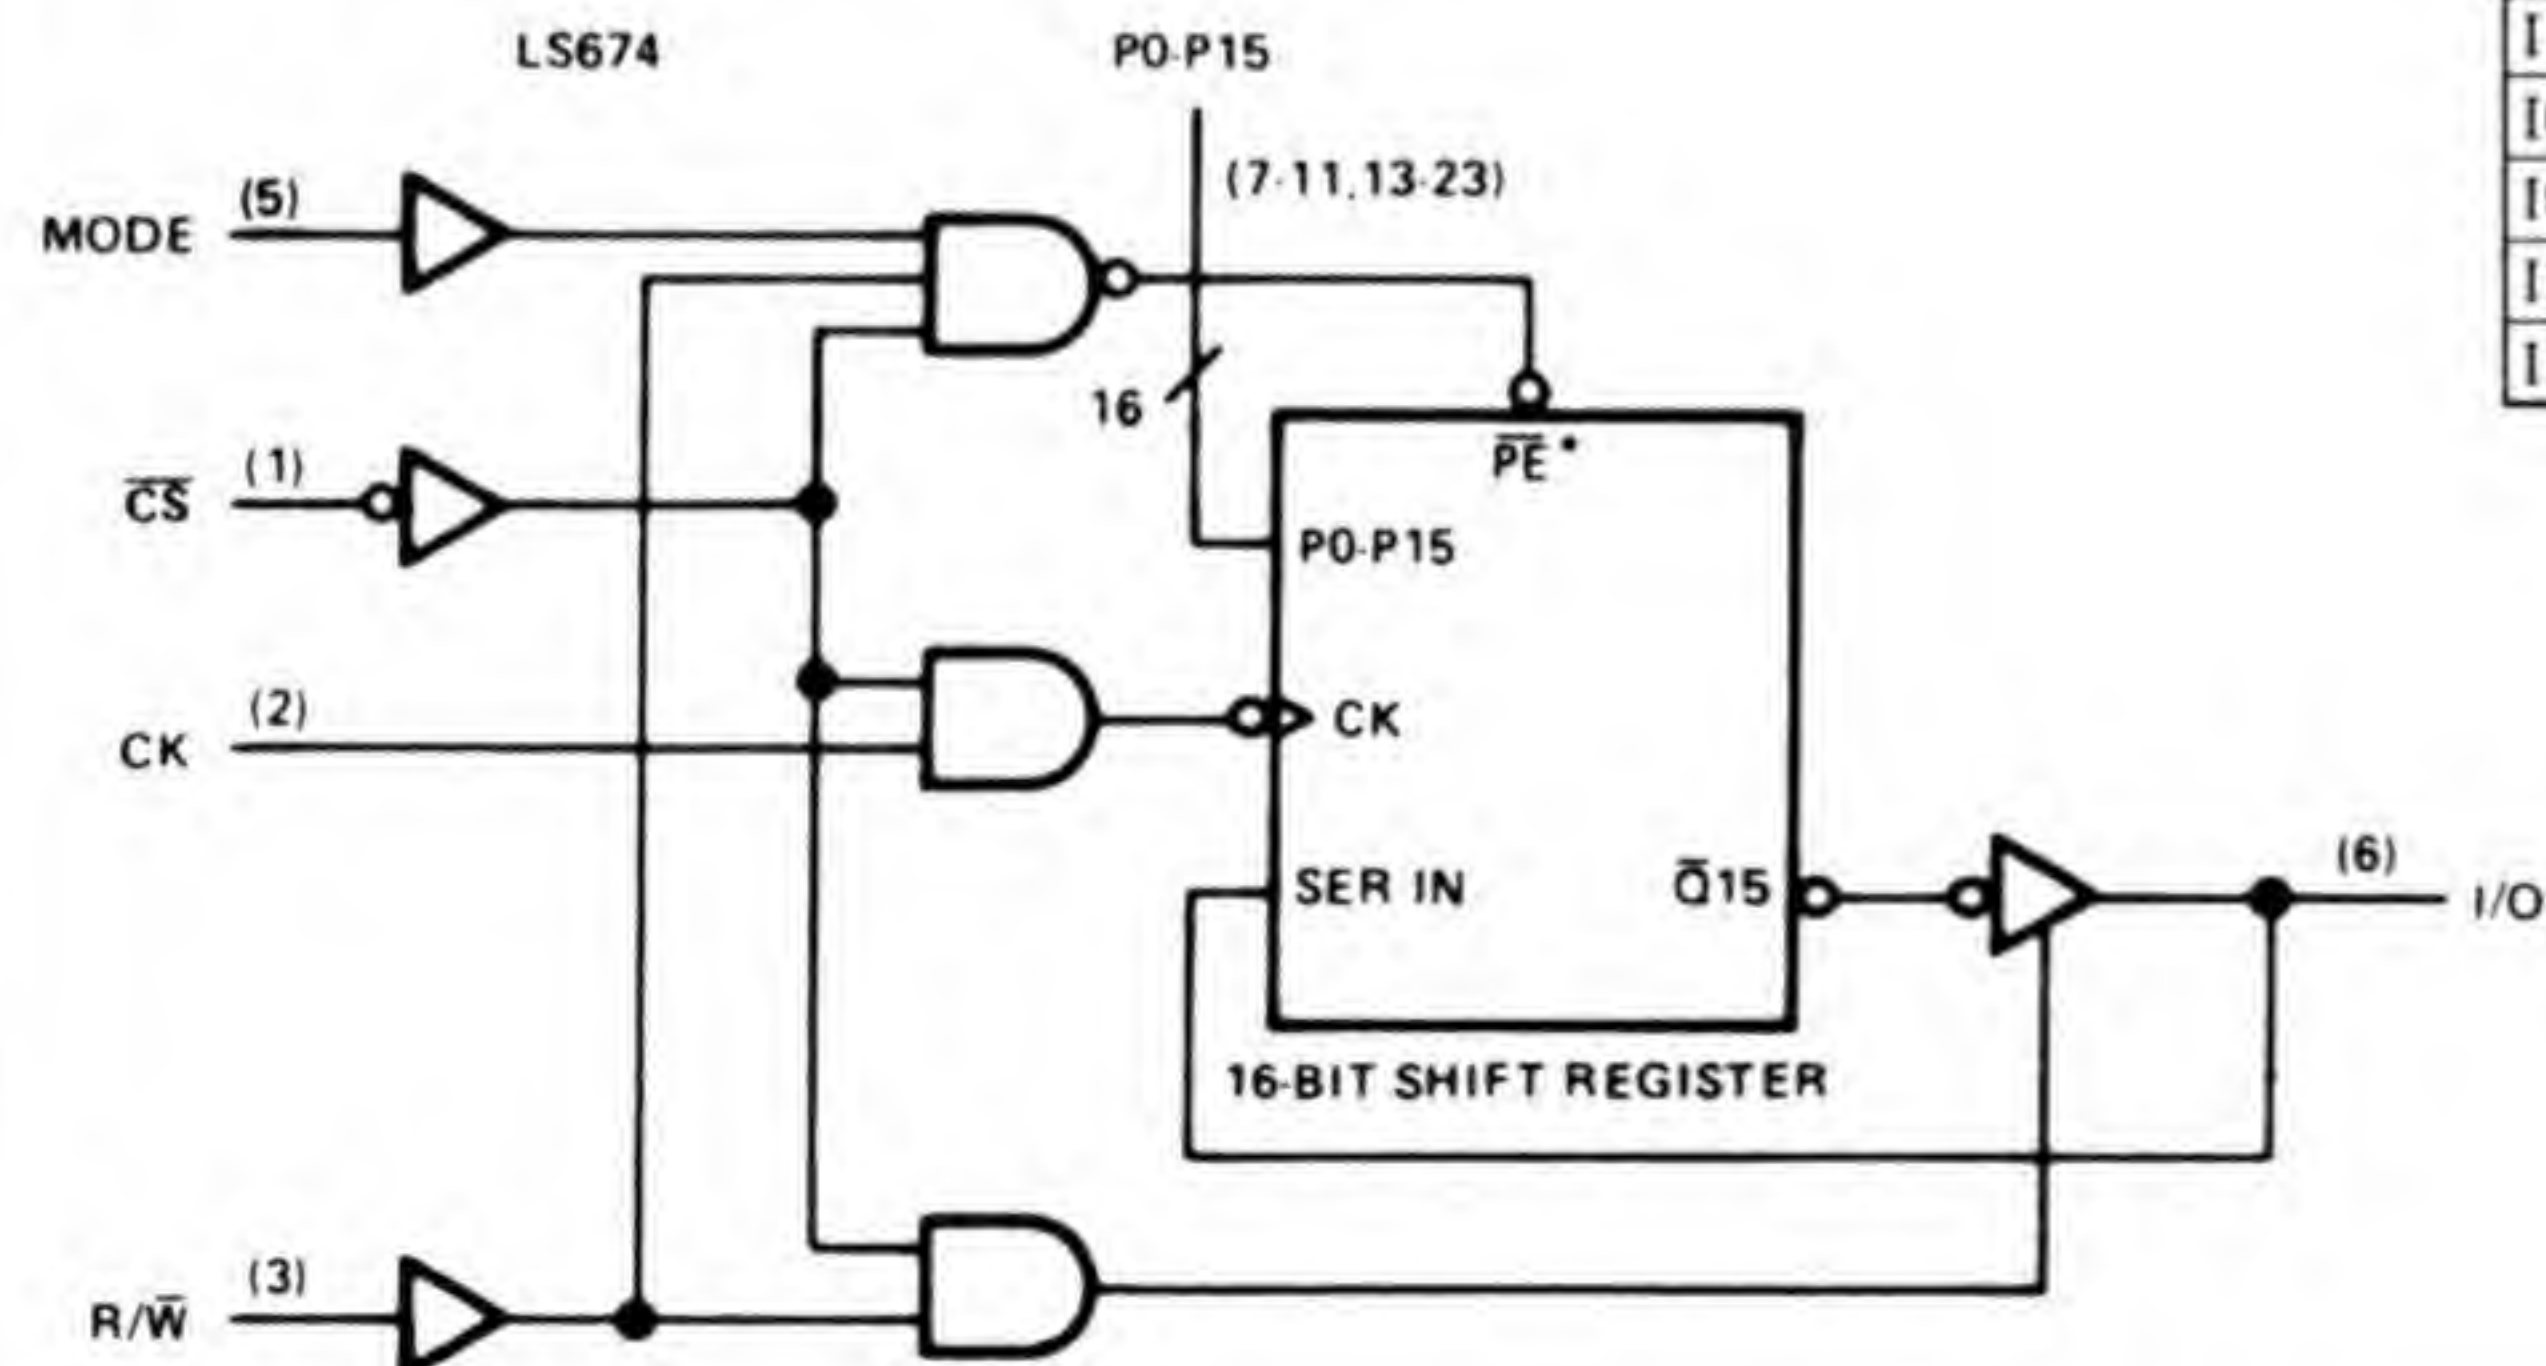 LS674
P0-P15
(7-11,13-23)
MODE
(5)
16
PE*
CS
(1)
P0-P15
CK
(2)
CK
SER IN
Q̅15
(6)
I/O
16-BIT SHIFT REGISTER
R/W̅
(3)